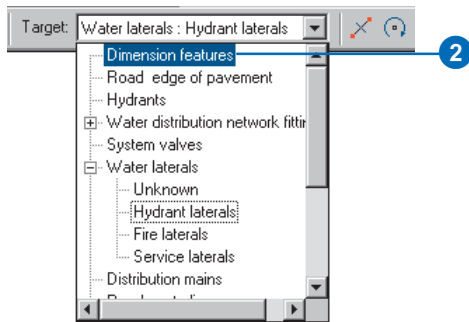 Target: Water laterals : Hydrant laterals
Dimension features
2
Road edge of pavement
Hydrants
Water distribution network fittir
System valves
Water laterals
Unknown
Hydrant laterals
Fire laterals
Service laterals
Distribution mains